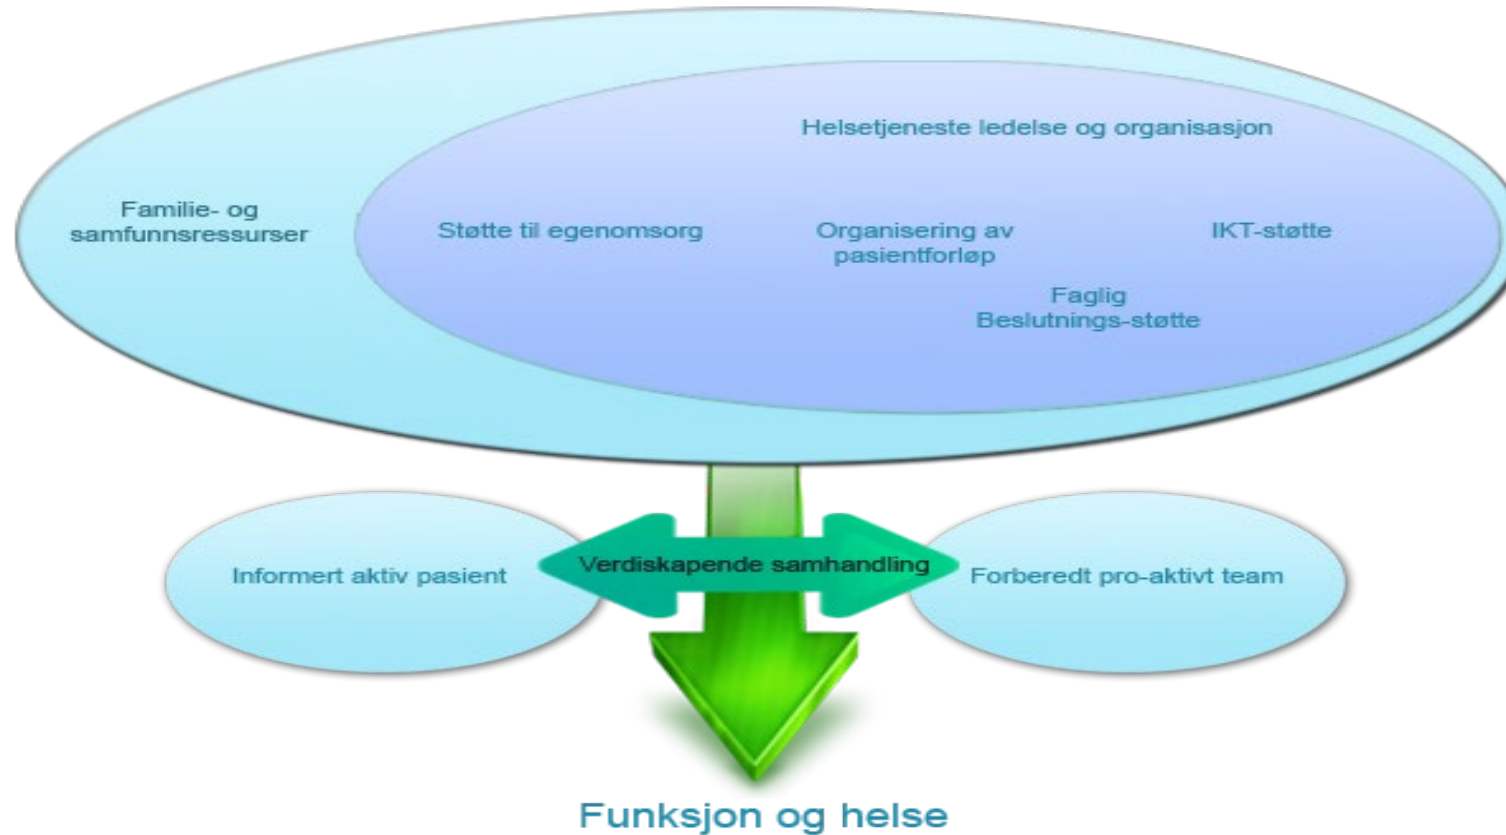 Helsetjeneste ledelse og organisasjon
Familie- og
samfunnsressurser
Støtte til egenomsorg
Organisering av
pasientforløp
IKT-støtte
Faglig
Beslutnings-støtte
Informert aktiv pasient
Verdiskapende samhandling
Forberedt pro-aktivt team
Funksjon og helse